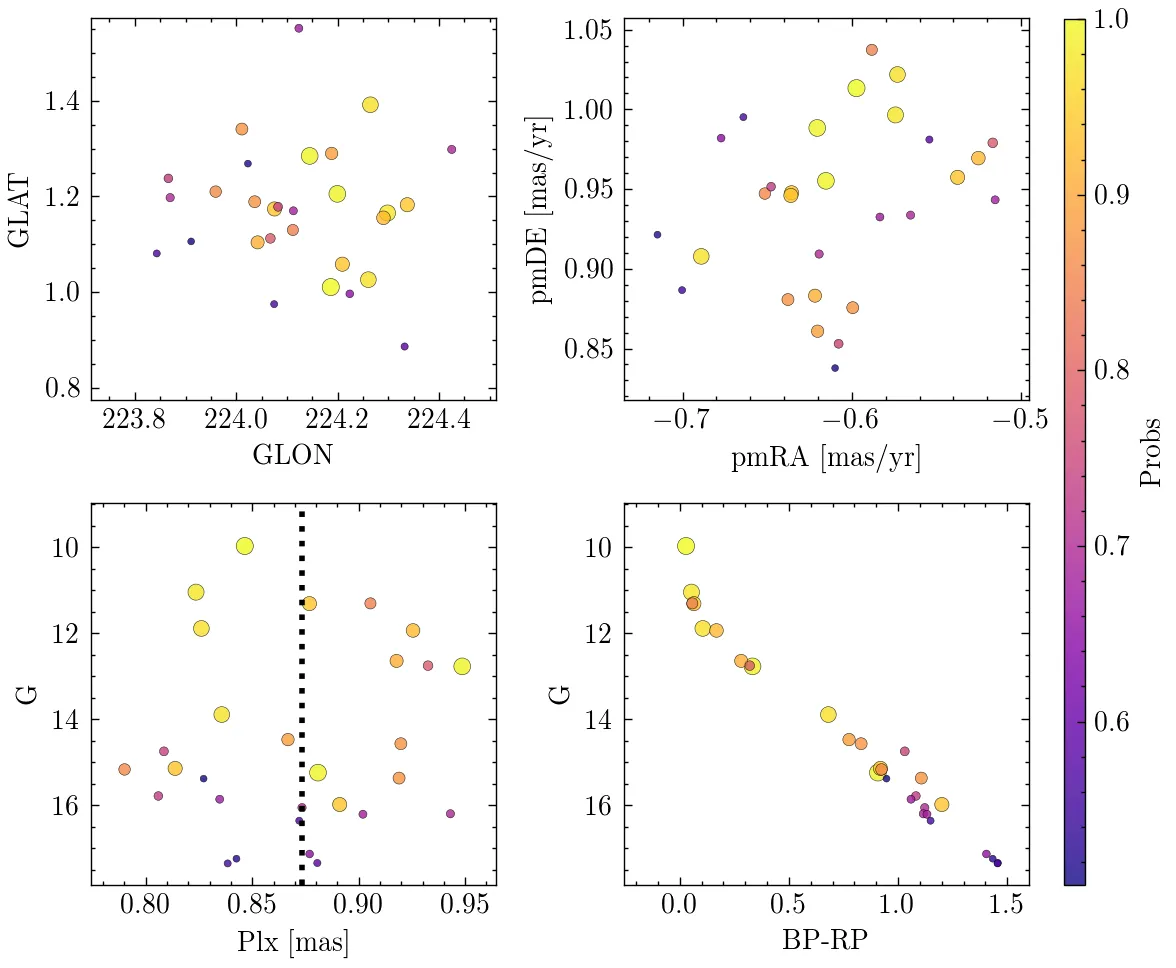 1.4
1.2
1.0
0.8
GLAT
223.8 224.0 224.2 224.4
GLON
1.05
1.00
0.95
0.90
0.85
pmDE [mas/yr]
−0.7 −0.6 −0.5
pmRA [mas/yr]
10
12
14
16
G
0.80 0.85 0.90 0.95
Plx [mas]
10
12
14
16
G
0.0 0.5 1.0 1.5
BP-RP
1.0
0.9
0.8
0.7
0.6
Probs